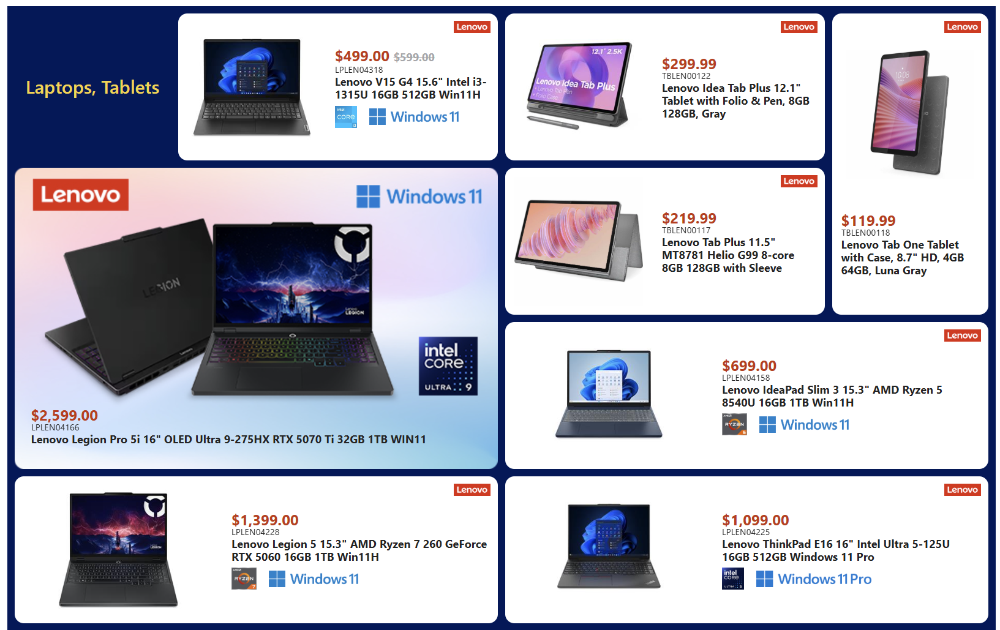 Laptops, Tablets
Lenovo
$499.00 $599.00
LPLEN04318
Lenovo V15 G4 15.6" Intel i3-
1315U 16GB 512GB Win11H
intel
CORE
i3
Windows 11
Lenovo
12.1" 2.5K
Lenovo Idea Tab Plus
+ Lenovo Tab Pen
+ Folio Case
$299.99
TBLEN00122
Lenovo Idea Tab Plus 12.1"
Tablet with Folio & Pen, 8GB
128GB, Gray
Lenovo
10:08
$119.99
TBLEN00118
Lenovo Tab One Tablet
with Case, 8.7" HD, 4GB
64GB, Luna Gray
Lenovo
Windows 11
LEGION
Lenovo
LEGION
intel
CORE
ULTRA 9
$2,599.00
LPLEN04166
Lenovo Legion Pro 5i 16" OLED Ultra 9-275HX RTX 5070 Ti 32GB 1TB WIN11
Lenovo
$219.99
TBLEN00117
Lenovo Tab Plus 11.5"
MT8781 Helio G99 8-core
8GB 128GB with Sleeve
Lenovo
$699.00
LPLEN04158
Lenovo IdeaPad Slim 3 15.3" AMD Ryzen 5
8540U 16GB 1TB Win11H
AMD
RYZEN
5
Windows 11
Lenovo
LEGION
$1,399.00
LPLEN04228
Lenovo Legion 5 15.3" AMD Ryzen 7 260 GeForce
RTX 5060 16GB 1TB Win11H
AMD
RYZEN
7
Windows 11
Lenovo
$1,099.00
LPLEN04225
Lenovo ThinkPad E16 16" Intel Ultra 5-125U
16GB 512GB Windows 11 Pro
intel
CORE
ULTRA 5
Windows 11 Pro